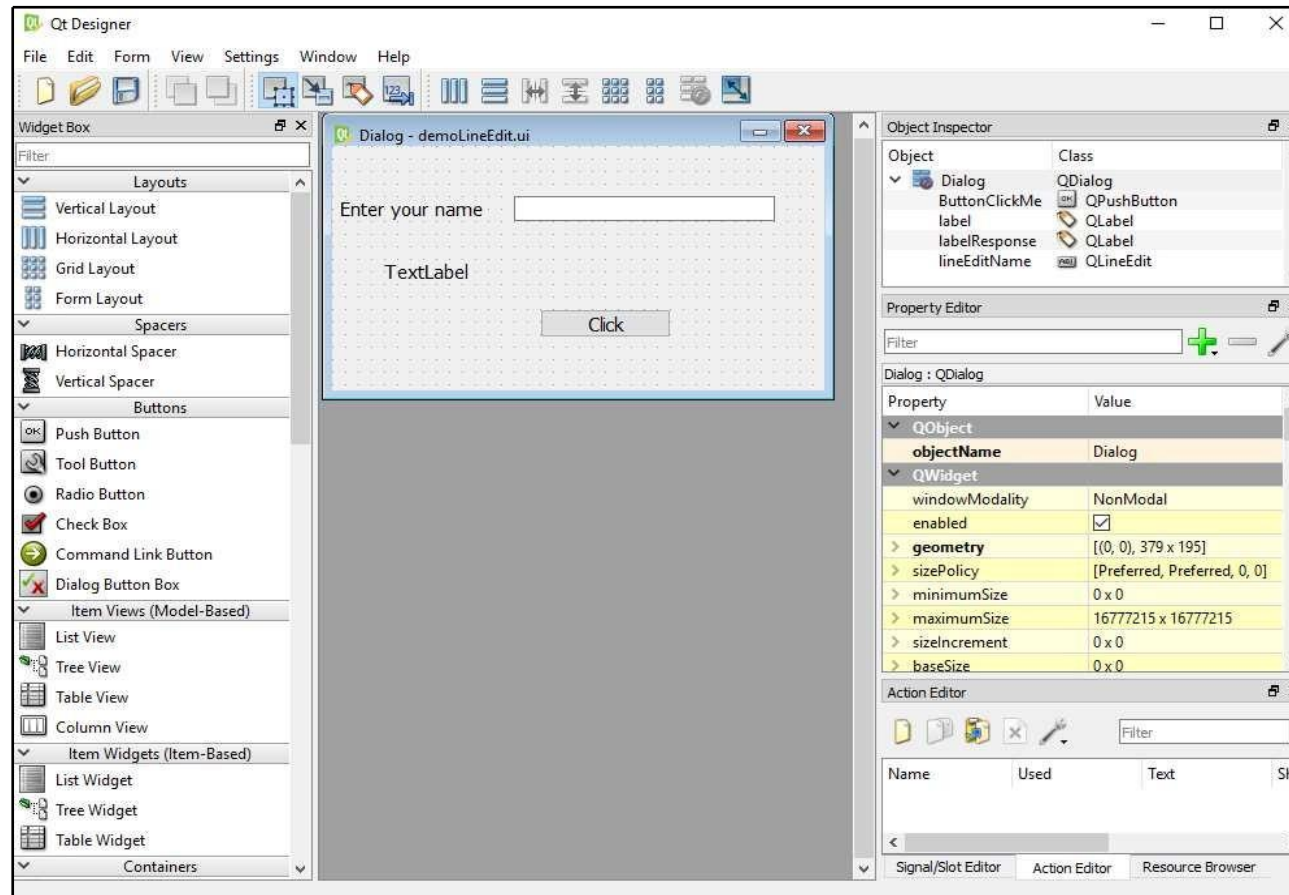 Qt Designer
File Edit Form View Settings Window Help
Widget Box
Filter
Layouts
Vertical Layout
Horizontal Layout
Grid Layout
Form Layout
Spacers
Horizontal Spacer
Vertical Spacer
Buttons
OK Push Button
Tool Button
Radio Button
Check Box
Command Link Button
Dialog Button Box
Item Views (Model-Based)
List View
Tree View
Table View
Column View
Item Widgets (Item-Based)
List Widget
Tree Widget
Table Widget
Containers
Dialog - demoLineEdit.ui
Enter your name
TextLabel
Click
Object Inspector
Object Class
Dialog QDialog
ButtonClickMe OK QPushButton
label QLabel
labelResponse QLabel
lineEditName QLineEdit
Property Editor
Filter
Dialog : QDialog
Property Value
QObject
objectName Dialog
QWidget
windowModality NonModal
enabled
geometry [(0, 0), 379 x 195]
sizePolicy [Preferred, Preferred, 0, 0]
minimumSize 0 x 0
maximumSize 16777215 x 16777215
sizeIncrement 0 x 0
baseSize 0 x 0
Action Editor
Filter
Name Used Text
Signal/Slot Editor Action Editor Resource Browser